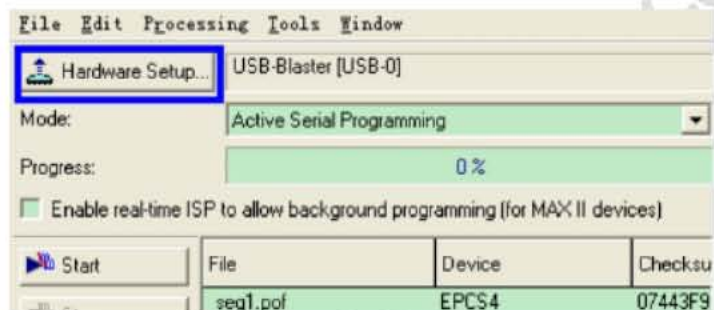 File Edit Processing Tools Window
Hardware Setup... USB-Blaster [USB-0]
Mode: Active Serial Programming
Progress: 0 %
Enable real-time ISP to allow background programming (for MAX II devices)
Start File Device Checksu
seg1.pof EPCS4 07443F9